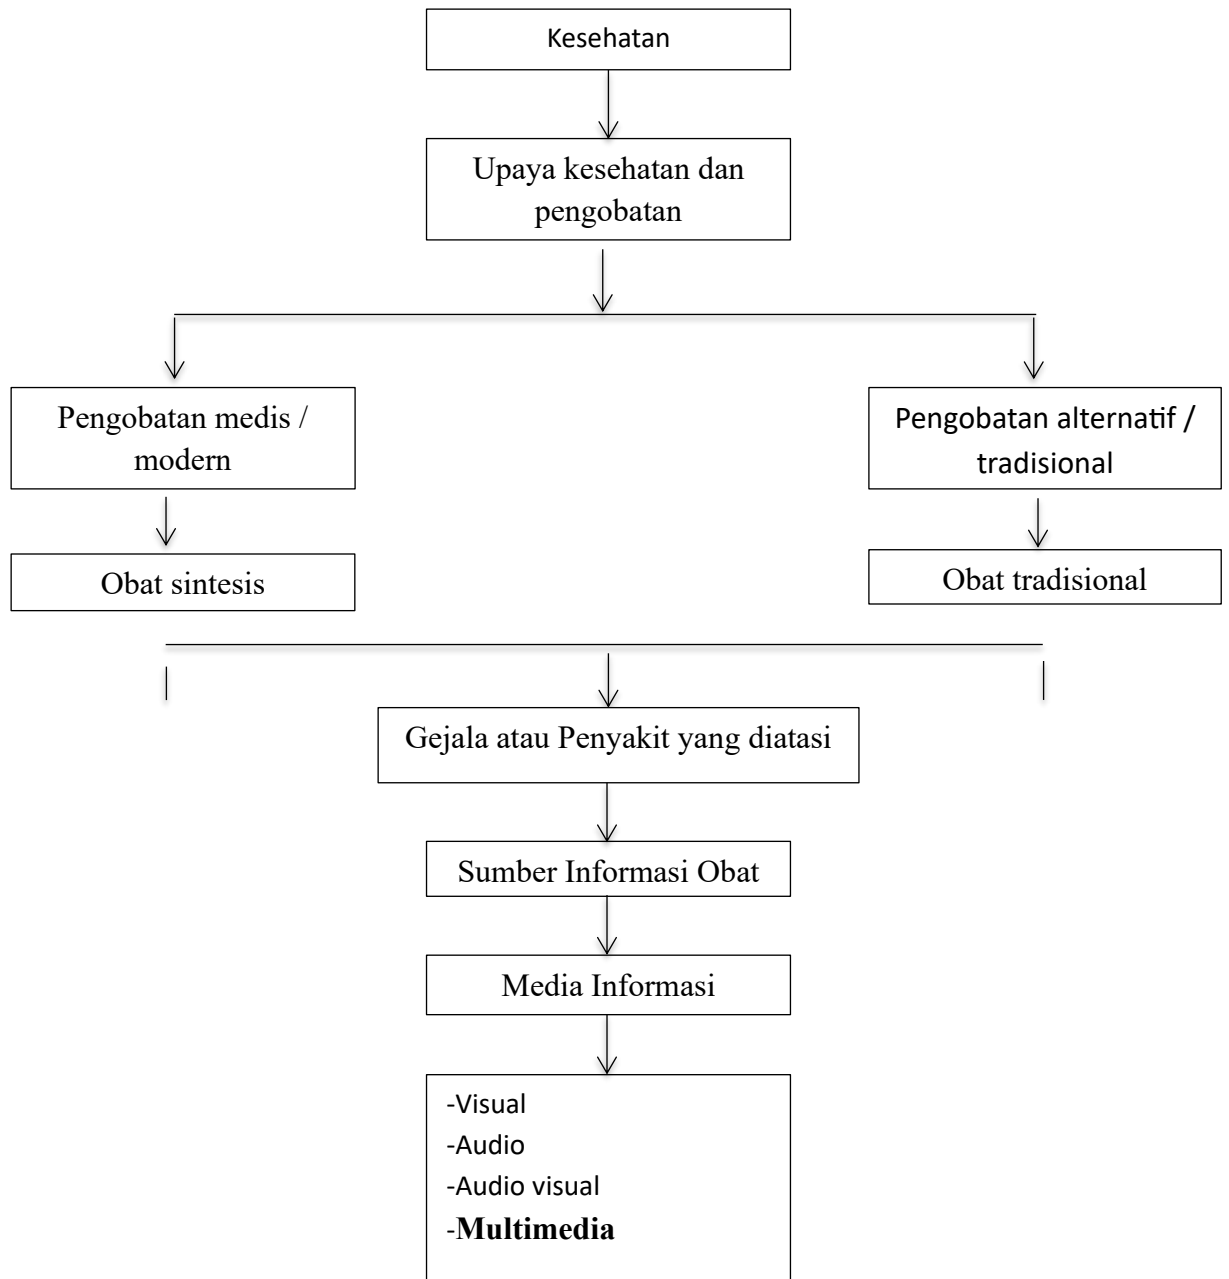 Kesehatan
Upaya kesehatan dan
pengobatan
Pengobatan medis /
modern
Pengobatan alternatif /
tradisional
Obat sintesis
Obat tradisional
Gejala atau Penyakit yang diatasi
Sumber Informasi Obat
Media Informasi
-Visual
-Audio
-Audio visual
-Multimedia